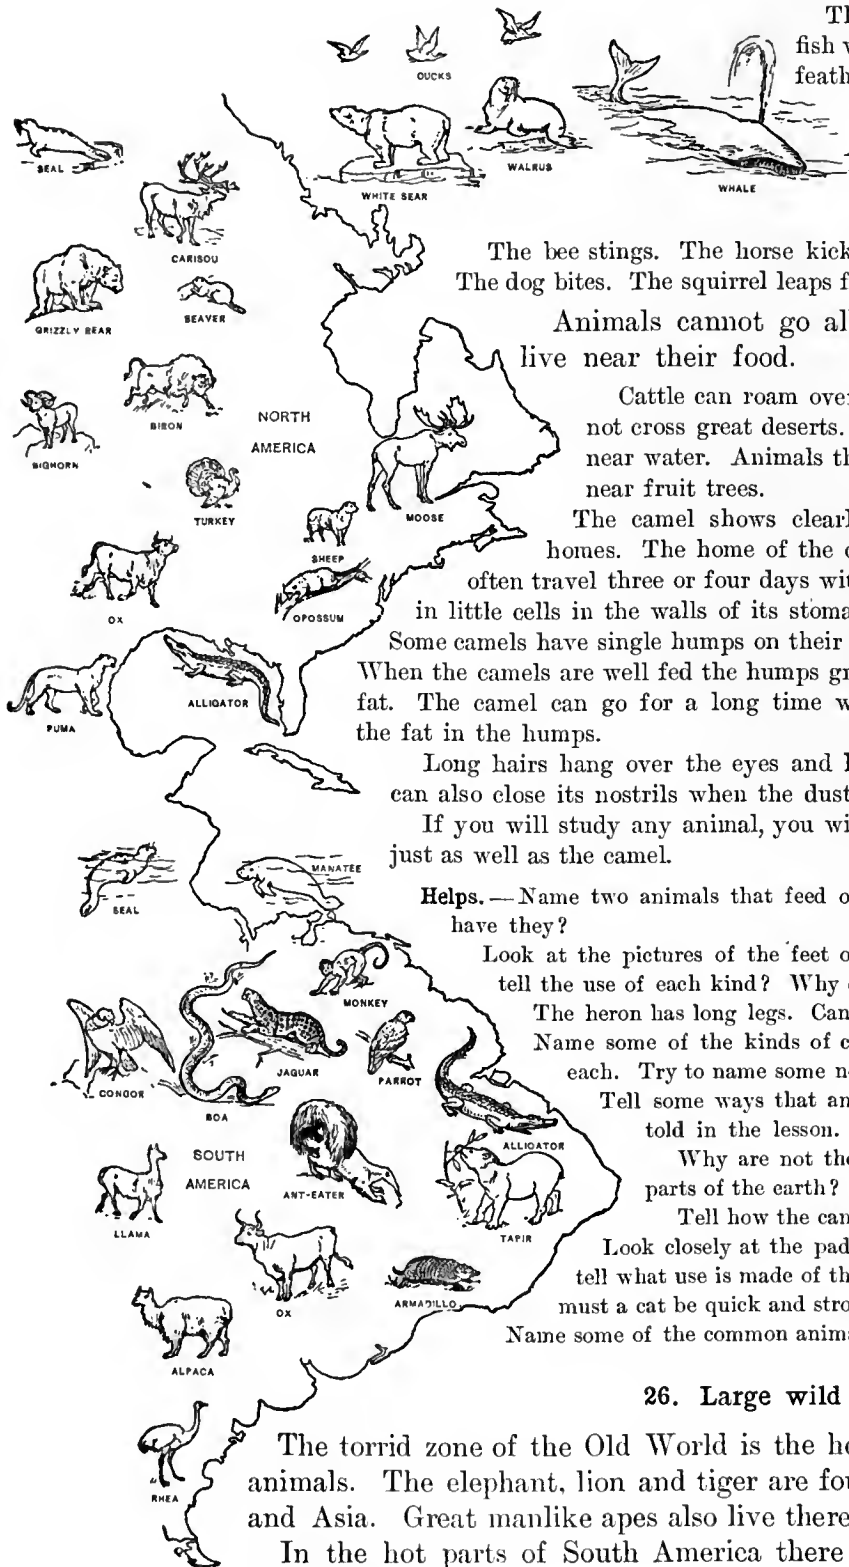 DUCKS
SEAL
WHITE BEAR
WALRUS
WHALE
CARIBOU
GRIZZLY BEAR
BEAVER
BISON
BIGHORN
NORTH
AMERICA
TURKEY
MOOSE
SHEEP
OX
OPOSSUM
PUMA
ALLIGATOR
SEAL
MANATEE
MONKEY
CONDOR
BOA
JAGUAR
PARROT
ALLIGATOR
SOUTH
AMERICA
ANT-EATER
LLAMA
TAPIR
OX
ARMADILLO
ALPACA
RHEA
Th
fish w
feath
The bee stings. The horse kick
The dog bites. The squirrel leaps f
Animals cannot go al
live near their food.
Cattle can roam over
not cross great deserts.
near water. Animals th
near fruit trees.
The camel shows clearl
homes. The home of the c
often travel three or four days wit
in little cells in the walls of its stoma
Some camels have single humps on their
When the camels are well fed the humps gr
fat. The camel can go for a long time w
the fat in the humps.
Long hairs hang over the eyes and
can also close its nostrils when the dust
If you will study any animal, you wi
just as well as the camel.
Helps.—Name two animals that feed o
have they?
Look at the pictures of the feet o
tell the use of each kind? Why
The heron has long legs. Can
Name some of the kinds of c
each. Try to name some n
Tell some ways that an
told in the lesson.
Why are not the
parts of the earth?
Tell how the cam
Look closely at the pad
tell what use is made of th
must a cat be quick and stro
Name some of the common anima
26. Large wild
The torrid zone of the Old World is the ho
animals. The elephant, lion and tiger are fou
and Asia. Great manlike apes also live there
In the hot parts of South America there